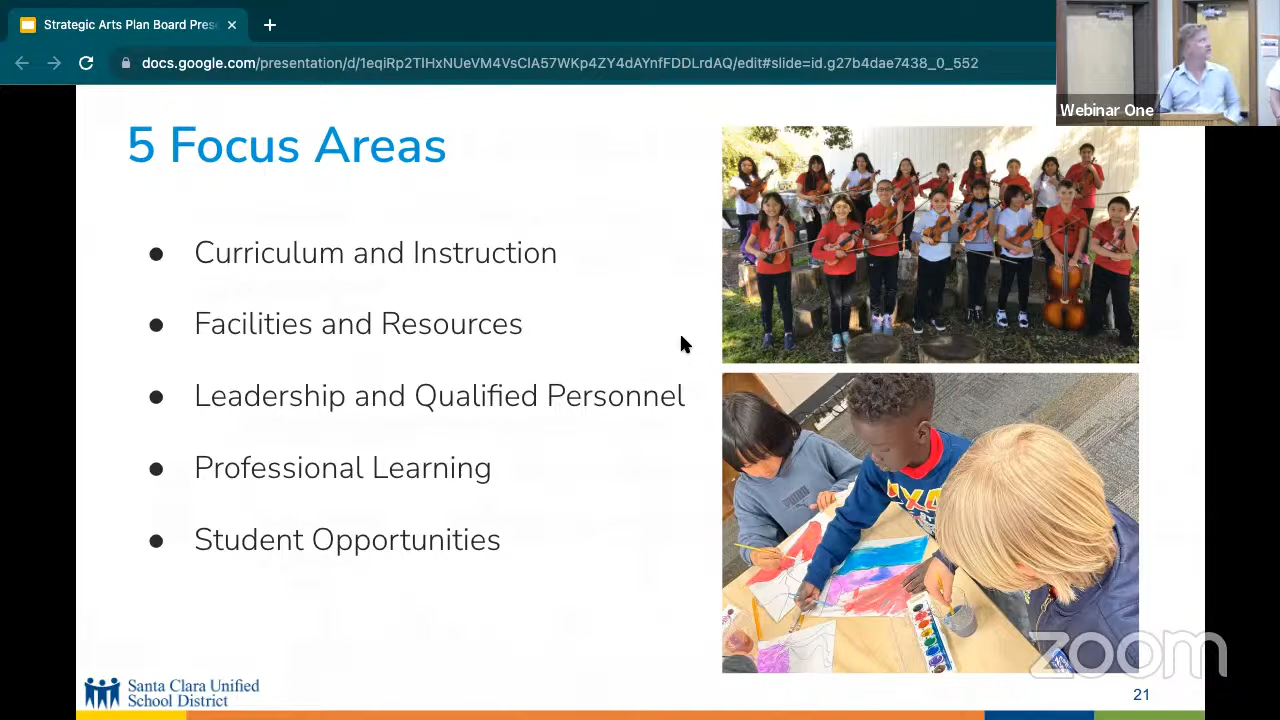 Strategic Arts Plan Board Pres
docs.google.com/presentation/d/1eqiRp2TIHxNUeVM4VsClA57WKp4ZY4dAYnfFDDLrdAQ/edit#slide=id.g27b4dae7438_0_552
Webinar One
5 Focus Areas
● Curriculum and Instruction
● Facilities and Resources
● Leadership and Qualified Personnel
● Professional Learning
● Student Opportunities
PUMA
zoom
Santa Clara Unified
School District
21